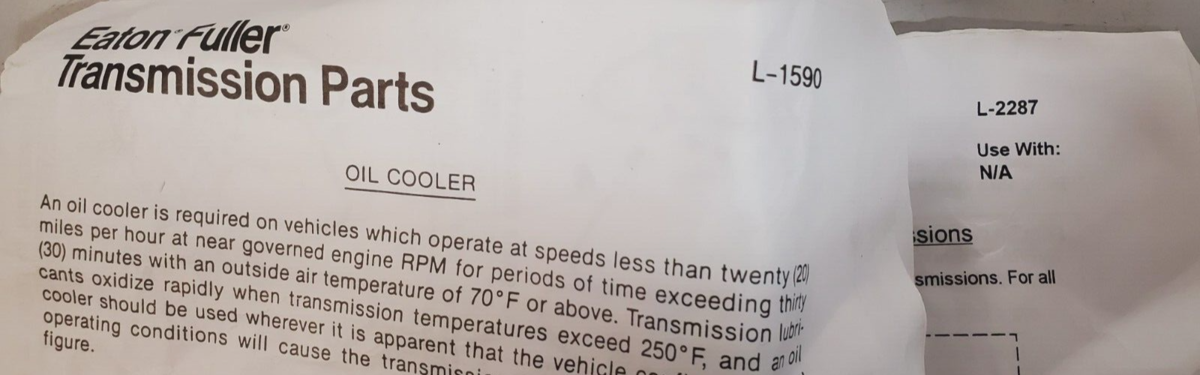 Eaton® Fuller®
Transmission Parts
L-1590
OIL COOLER
An oil cooler is required on vehicles which operate at speeds less than twenty (20)
miles per hour at near governed engine RPM for periods of time exceeding thirty
(30) minutes with an outside air temperature of 70°F or above. Transmission lubri-
cants oxidize rapidly when transmission temperatures exceed 250°F, and an oil
cooler should be used wherever it is apparent that the vehicle
operating conditions will cause the
figure.
L-2287
Use With:
N/A
ssions
smissions. For all